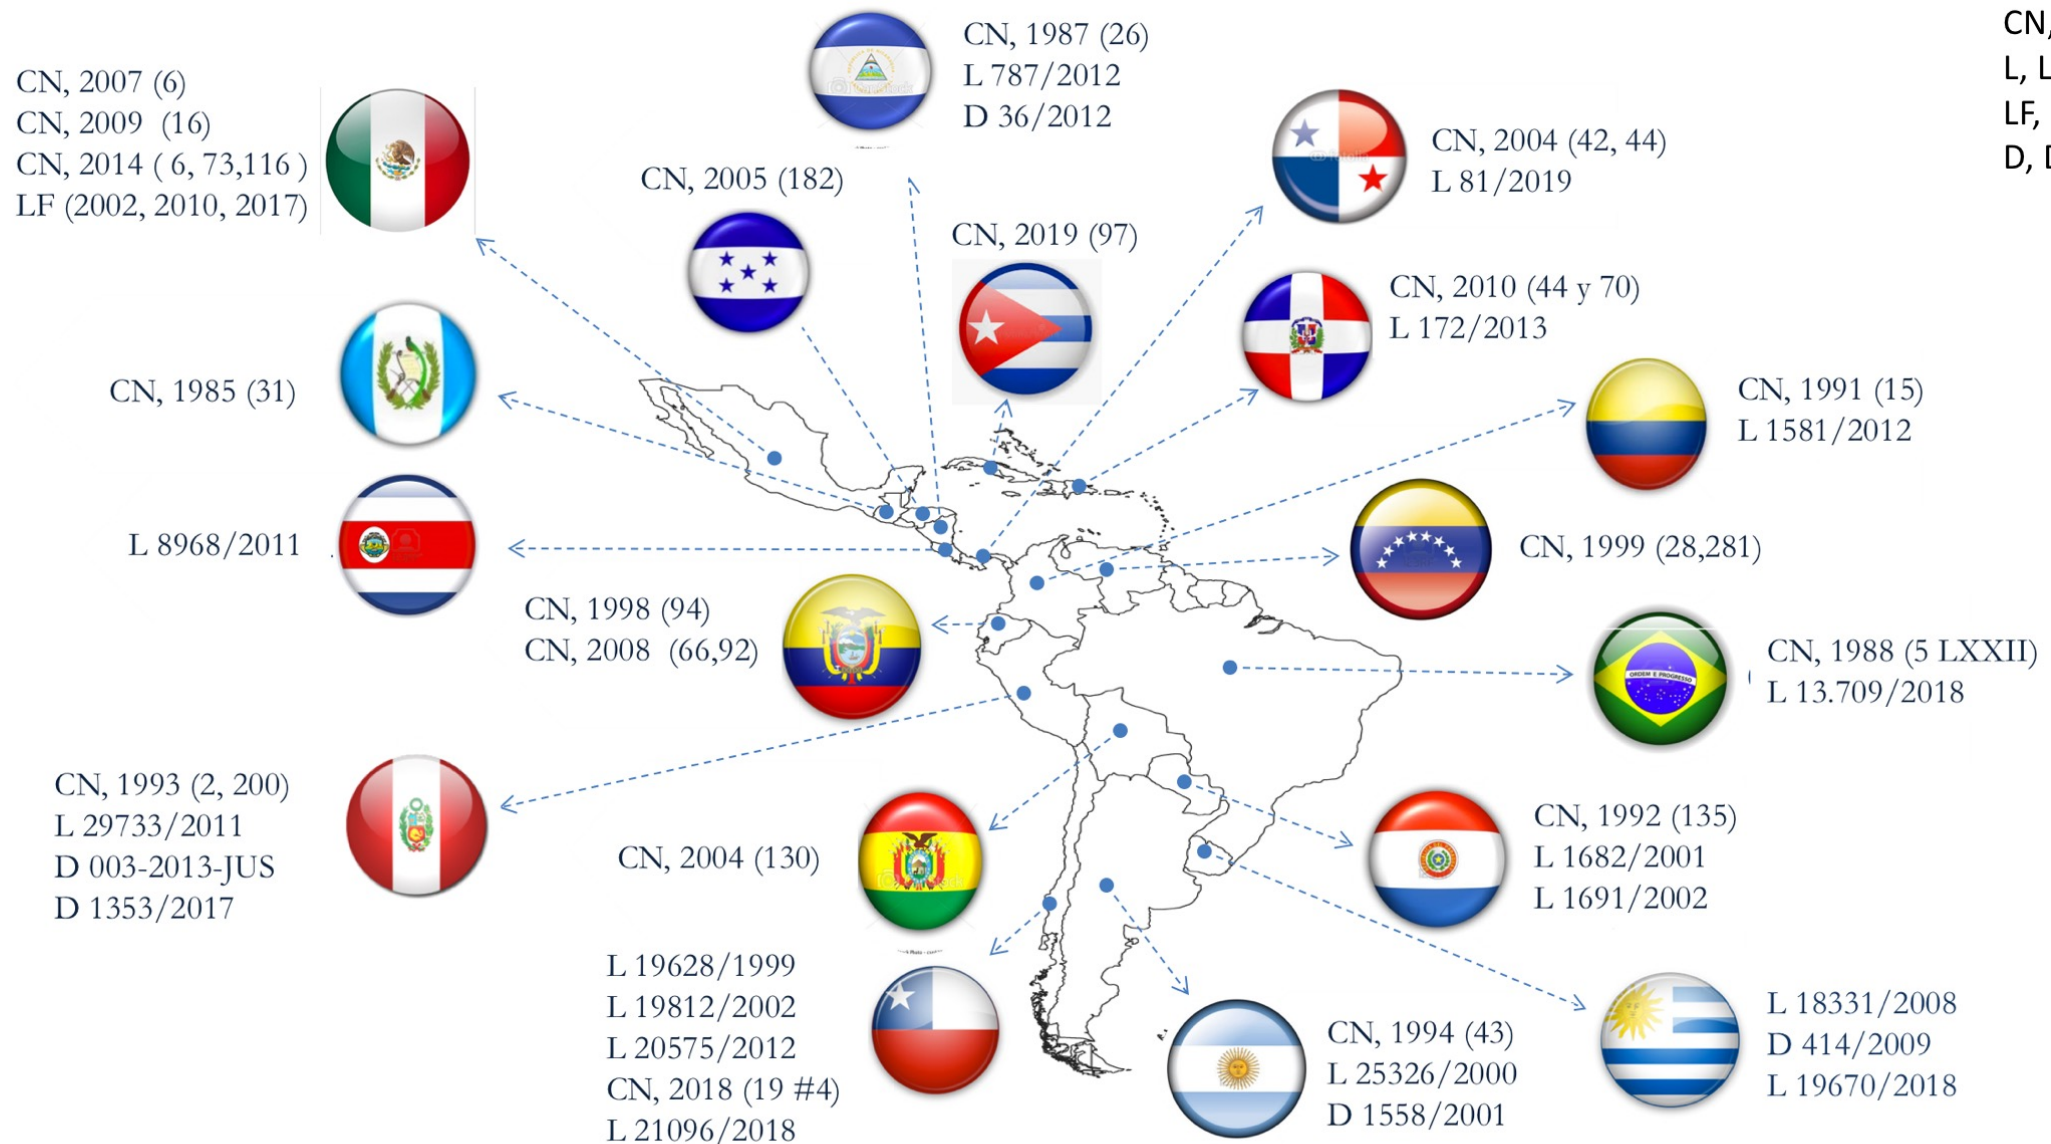 CN,
L, L
LF,
D, D
CN, 2007 (6)
CN, 2009 (16)
CN, 2014 ( 6, 73,116 )
LF (2002, 2010, 2017)
CN, 1987 (26)
L 787/2012
D 36/2012
CN, 2004 (42, 44)
L 81/2019
CN, 2005 (182)
CN, 2019 (97)
CN, 2010 (44 y 70)
L 172/2013
CN, 1985 (31)
CN, 1991 (15)
L 1581/2012
L 8968/2011
CN, 1999 (28,281)
CN, 1998 (94)
CN, 2008 (66,92)
CN, 1988 (5 LXXII)
L 13.709/2018
ORDEM E PROGRESSO
CN, 1993 (2, 200)
L 29733/2011
D 003-2013-JUS
D 1353/2017
CN, 2004 (130)
CN, 1992 (135)
L 1682/2001
L 1691/2002
L 19628/1999
L 19812/2002
L 20575/2012
CN, 2018 (19 #4)
L 21096/2018
CN, 1994 (43)
L 25326/2000
D 1558/2001
L 18331/2008
D 414/2009
L 19670/2018